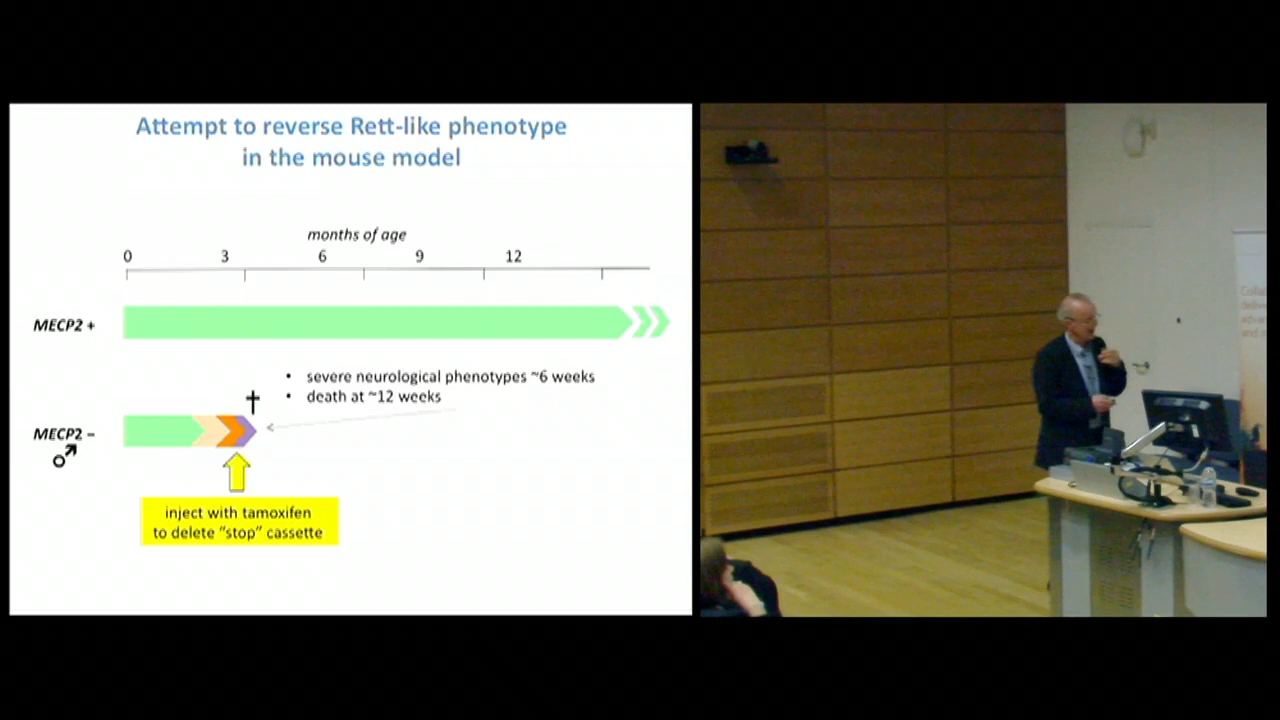 Attempt to reverse Rett-like phenotype
in the mouse model
months of age
0 3 6 9 12
MECP2 +
• severe neurological phenotypes ~6 weeks
• death at ~12 weeks
MECP2 –
♂
inject with tamoxifen
to delete “stop” cassette
and